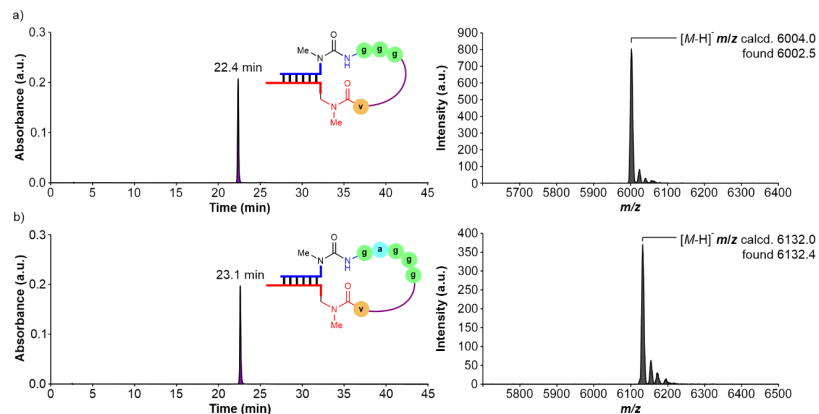 a)
0.3
0.2
0.1
0.0
Absorbance (a.u.)
22.4 min
Me
N
O
NH
g g g
O
N
v
Me
0 5 10 15 20 25 30 35 40 45
Time (min)
900
800
700
600
500
400
300
200
100
0
Intensity (a.u.)
[M-H]- m/z calcd. 6004.0
found 6002.5
5700 5800 5900 6000 6100 6200 6300 6400
m/z
b)
0.3
0.2
0.1
0.0
Absorbance (a.u.)
23.1 min
Me
N
O
NH
g a g g g
O
N
v
Me
0 5 10 15 20 25 30 35 40 45
Time (min)
400
350
300
250
200
150
100
50
0
Intensity (a.u.)
[M-H]- m/z calcd. 6132.0
found 6132.4
5800 5900 6000 6100 6200 6300 6400 6500
m/z